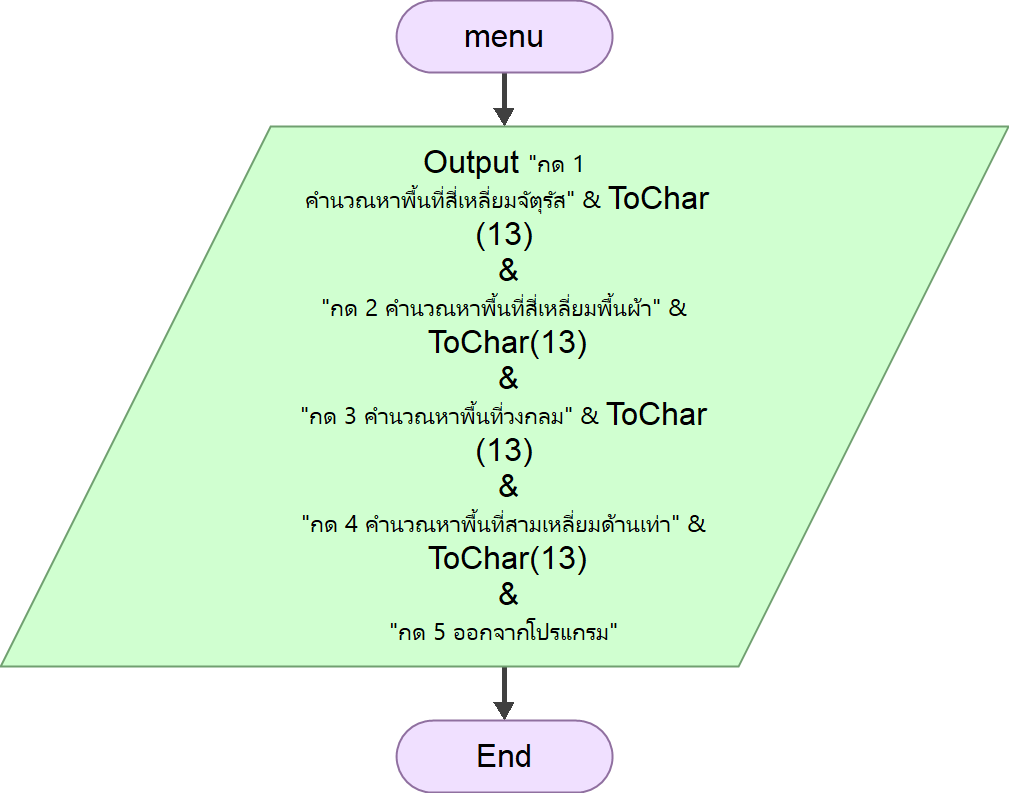 menu
Output "กด 1
คำนวณหาพื้นที่สี่เหลี่ยมจัตุรัส" & ToChar
(13)
&
"กด 2 คำนวณหาพื้นที่สี่เหลี่ยมพื้นผ้า" &
ToChar(13)
&
"กด 3 คำนวณหาพื้นที่วงกลม" & ToChar
(13)
&
"กด 4 คำนวณหาพื้นที่สามเหลี่ยมด้านเท่า" &
ToChar(13)
&
"กด 5 ออกจากโปรแกรม"
End